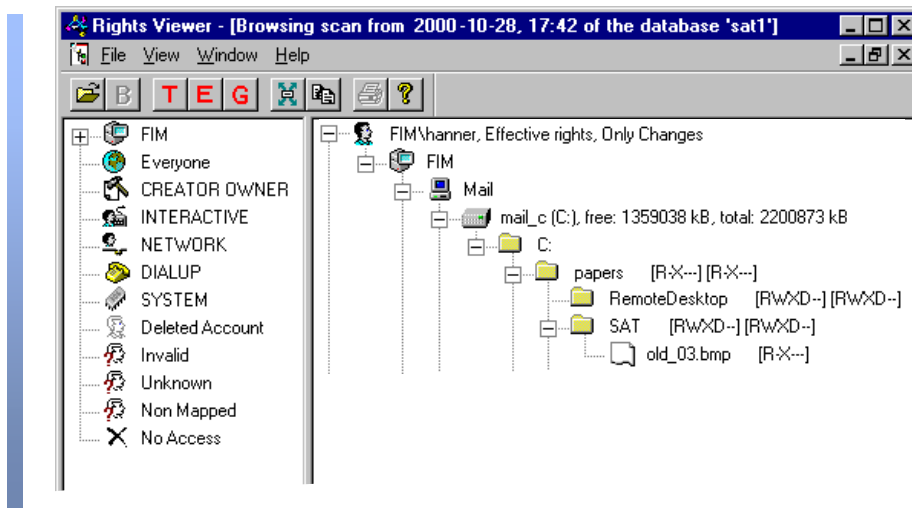 Rights Viewer - [Browsing scan from 2000-10-28, 17:42 of the database 'sat1']
File View Window Help
B T E G
FIM
Everyone
CREATOR OWNER
INTERACTIVE
NETWORK
DIALUP
SYSTEM
Deleted Account
Invalid
Unknown
Non Mapped
No Access
FIM\hanner, Effective rights, Only Changes
FIM
Mail
mail_c (C:), free: 1359038 kB, total: 2200873 kB
C:
papers [R-X---] [R-X---]
RemoteDesktop [RWXD--] [RWXD--]
SAT [RWXD--] [RWXD--]
old_03.bmp [R-X---]